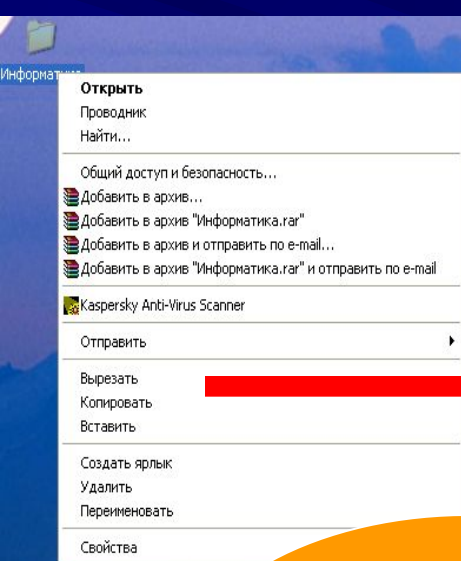 Открыть
Проводник
Найти...
Общий доступ и безопасность...
Добавить в архив...
Добавить в архив "Информатика.rar"
Добавить в архив и отправить по e-mail...
Добавить в архив "Информатика.rar" и отправить по e-mail
Kaspersky Anti-Virus Scanner
Отправить
Вырезать
Копировать
Вставить
Создать ярлык
Удалить
Переименовать
Свойства